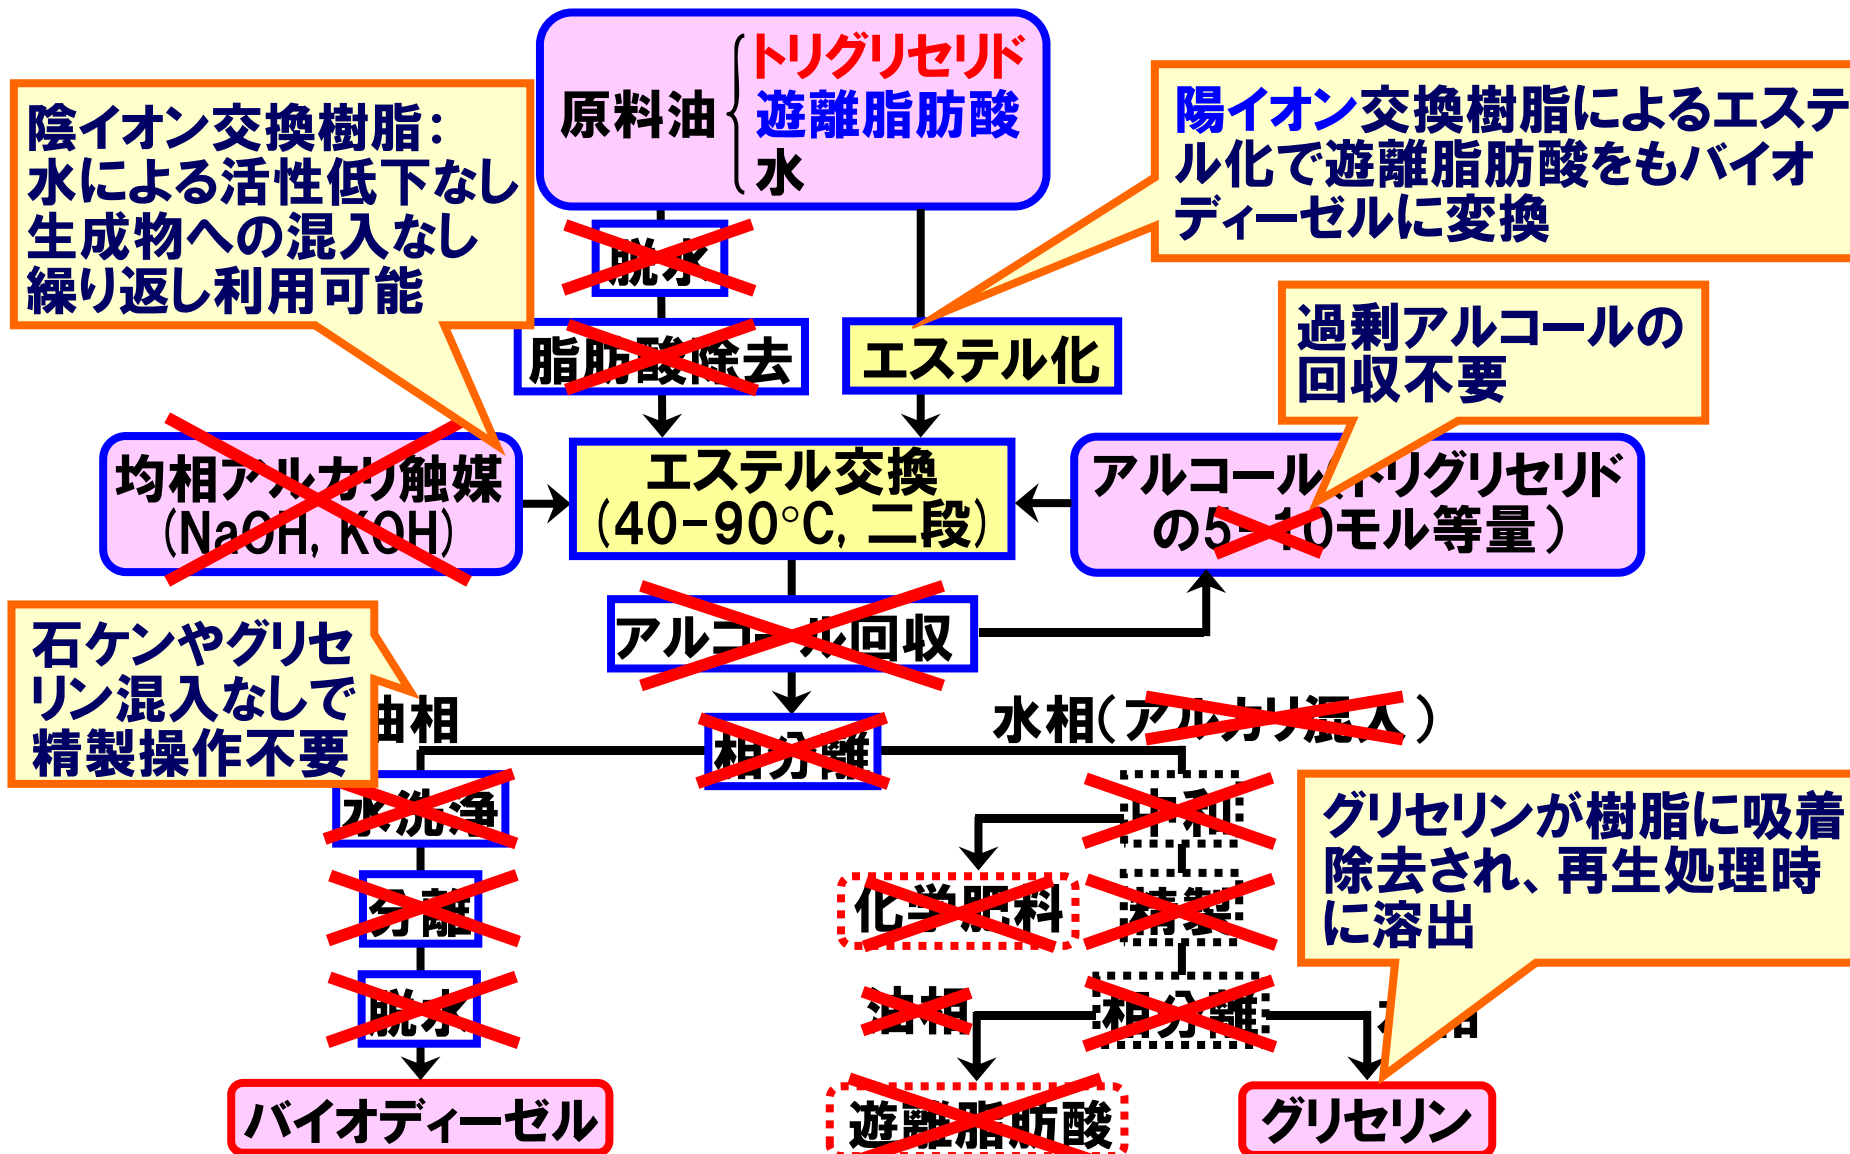 トリグリセリド
原料油
遊離脂肪酸
水
陰イオン交換樹脂：
水による活性低下なし
生成物への混入なし
繰り返し利用可能
陽イオン交換樹脂によるエステ
ル化で遊離脂肪酸をもバイオ
ディーゼルに変換
脱水
脂肪酸除去
エステル化
過剰アルコールの
回収不要
均相アルカリ触媒
(NaOH, KOH)
エステル交換
(40-90°C, 二段)
アルコール(トリグリセリド
の5-10モル等量)
アルコール回収
石ケンやグリセ
リン混入なしで
精製操作不要
油相
水相(アルカリ混入)
相分離
水洗浄
中和
分離
化学肥料
精製
グリセリンが樹脂に吸着
除去され、再生処理時
に溶出
脱水
油相
相分離
バイオディーゼル
遊離脂肪酸
グリセリン